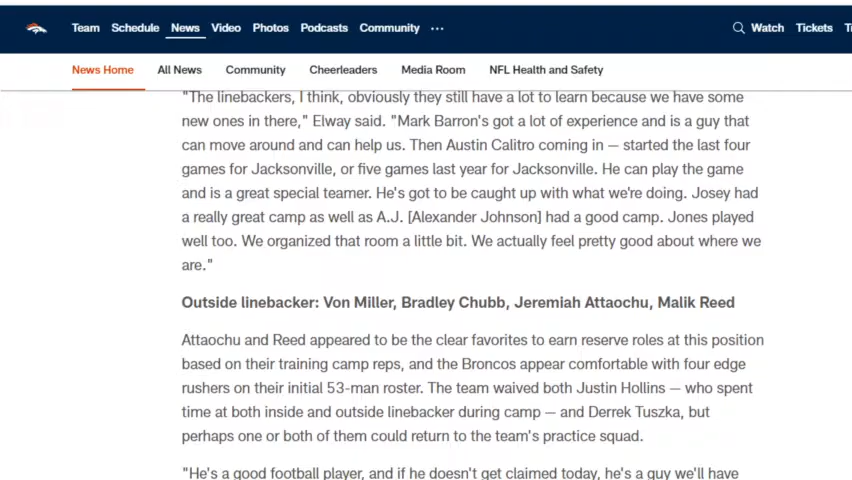 Team Schedule News Video Photos Podcasts Community ... Watch Tickets T
News Home All News Community Cheerleaders Media Room NFL Health and Safety
"The linebackers, I think, obviously they still have a lot to learn because we have some
new ones in there," Elway said. "Mark Barron's got a lot of experience and is a guy that
can move around and can help us. Then Austin Calitro coming in — started the last four
games for Jacksonville, or five games last year for Jacksonville. He can play the game
and is a great special teamer. He's got to be caught up with what we're doing. Josey had
a really great camp as well as A.J. [Alexander Johnson] had a good camp. Jones played
well too. We organized that room a little bit. We actually feel pretty good about where we
are."
Outside linebacker: Von Miller, Bradley Chubb, Jeremiah Attaochu, Malik Reed
Attaochu and Reed appeared to be the clear favorites to earn reserve roles at this position
based on their training camp reps, and the Broncos appear comfortable with four edge
rushers on their initial 53-man roster. The team waived both Justin Hollins — who spent
time at both inside and outside linebacker during camp — and Derrek Tuszka, but
perhaps one or both of them could return to the team's practice squad.
"He's a good football player, and if he doesn't get claimed today, he's a guy we'll have